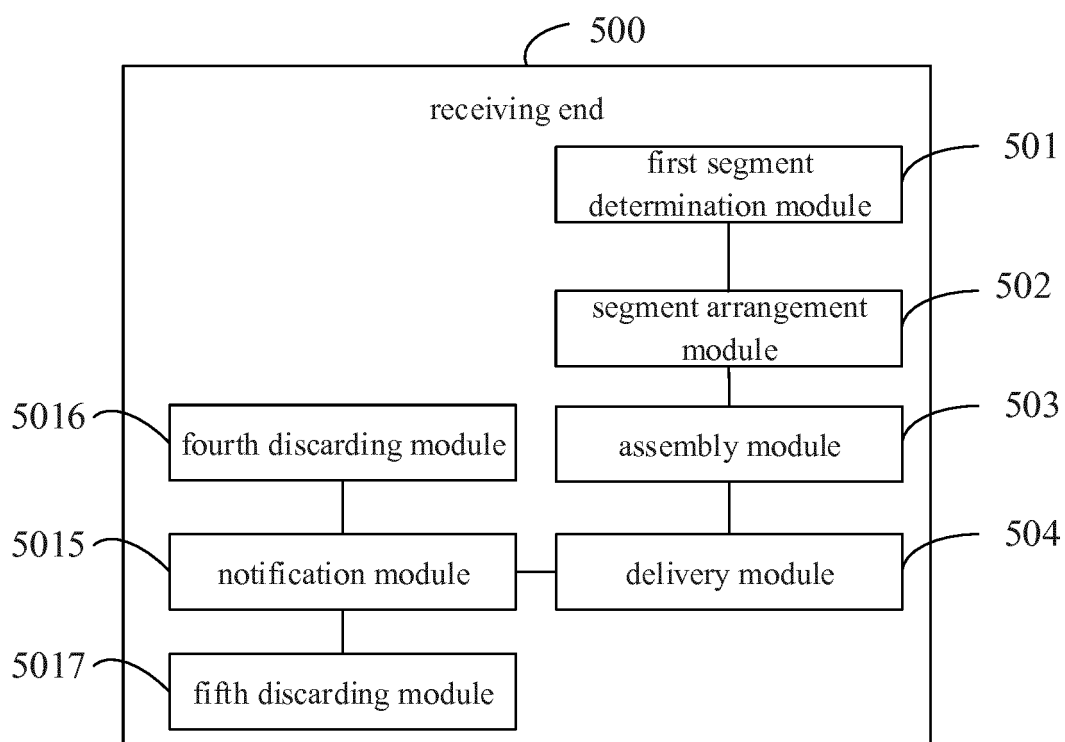 500
receiving end
501
first segment
determination module
502
segment arrangement
module
5016
fourth discarding module
503
assembly module
5015
notification module
504
delivery module
5017
fifth discarding module